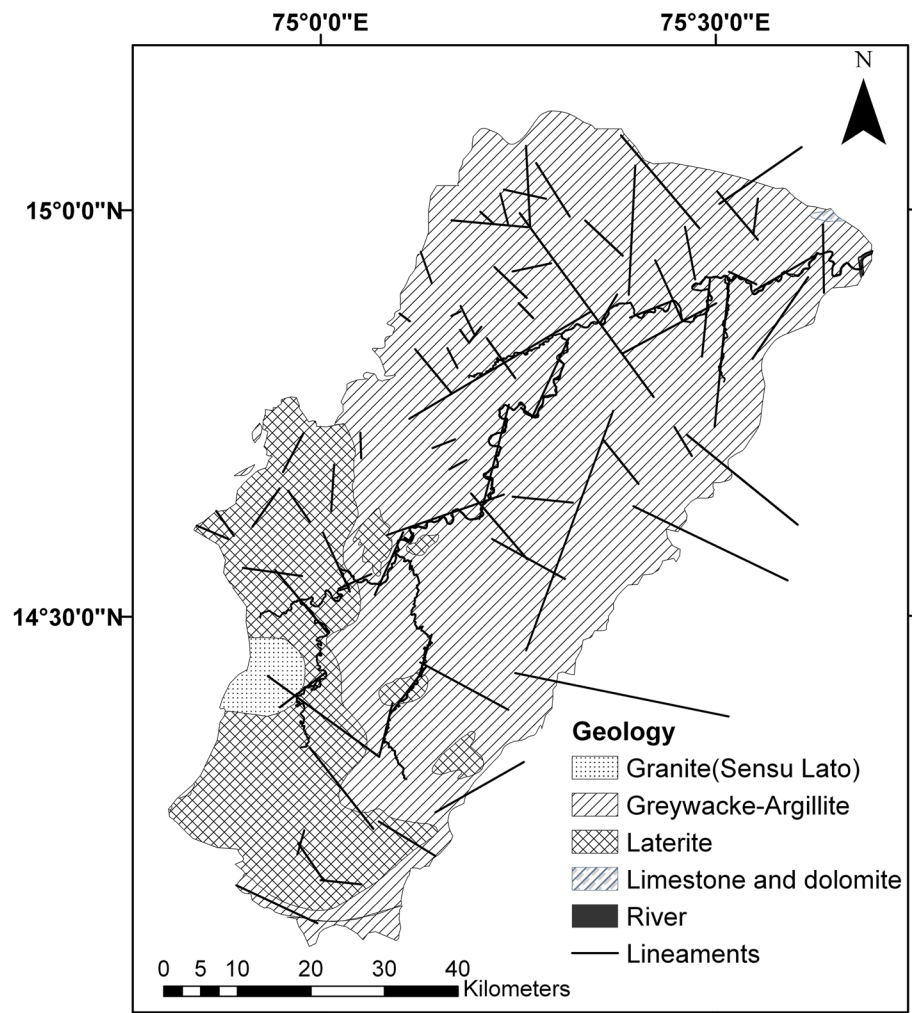 75°0'0"E 75°30'0"E
N
15°0'0"N
14°30'0"N
Geology
Granite(Sensu Lato)
Greywacke-Argillite
Laterite
Limestone and dolomite
River
Lineaments
0 5 10 20 30 40
Kilometers